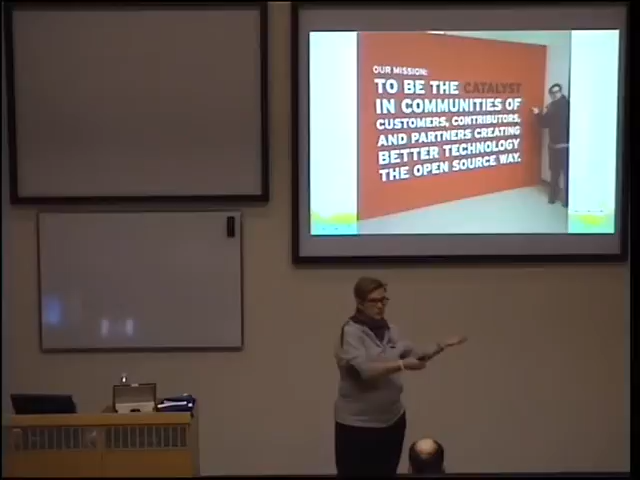 OUR MISSION:
TO BE THE CATALYST
IN COMMUNITIES OF
CUSTOMERS, CONTRIBUTORS,
AND PARTNERS CREATING
BETTER TECHNOLOGY
THE OPEN SOURCE WAY.